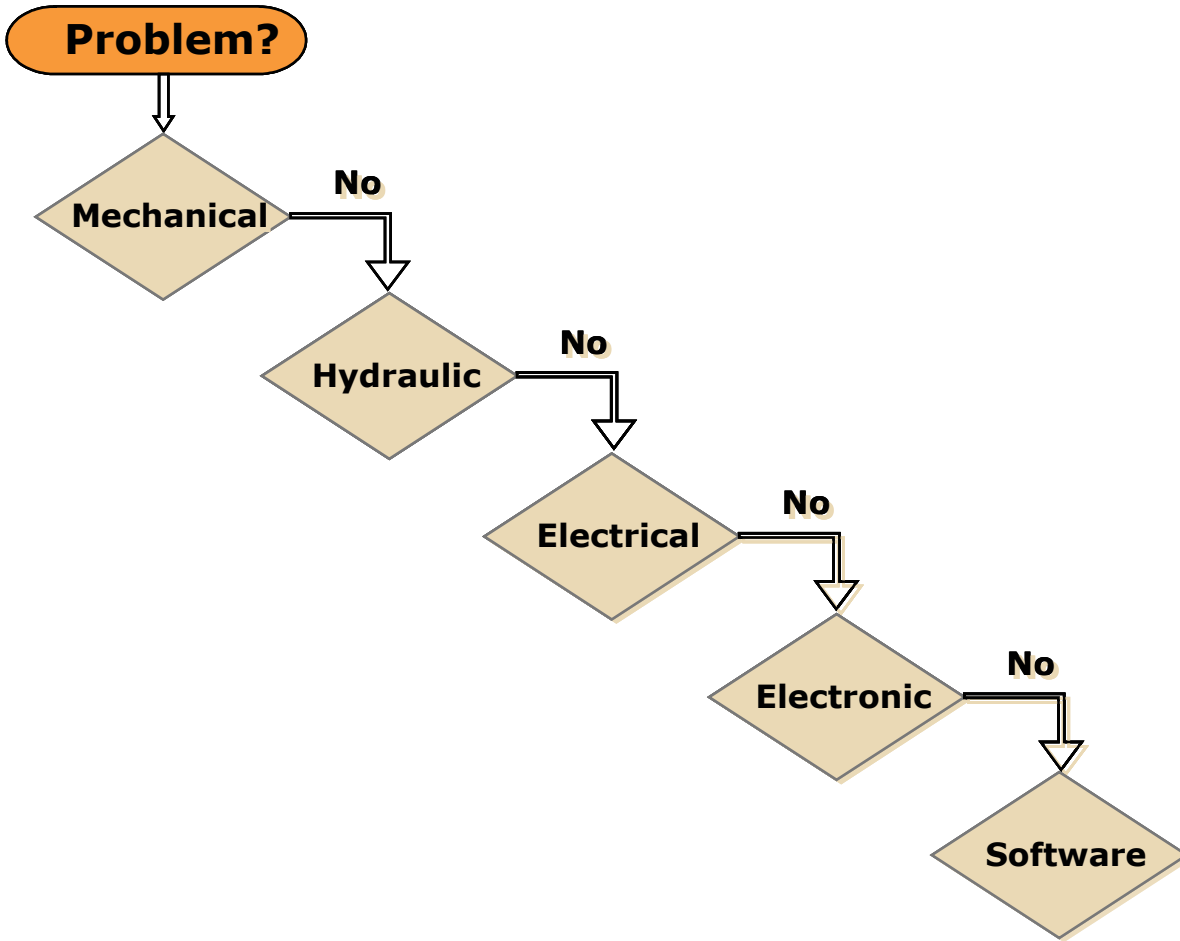 Problem?
No
Mechanical
No
Hydraulic
No
Electrical
No
Electronic
Software